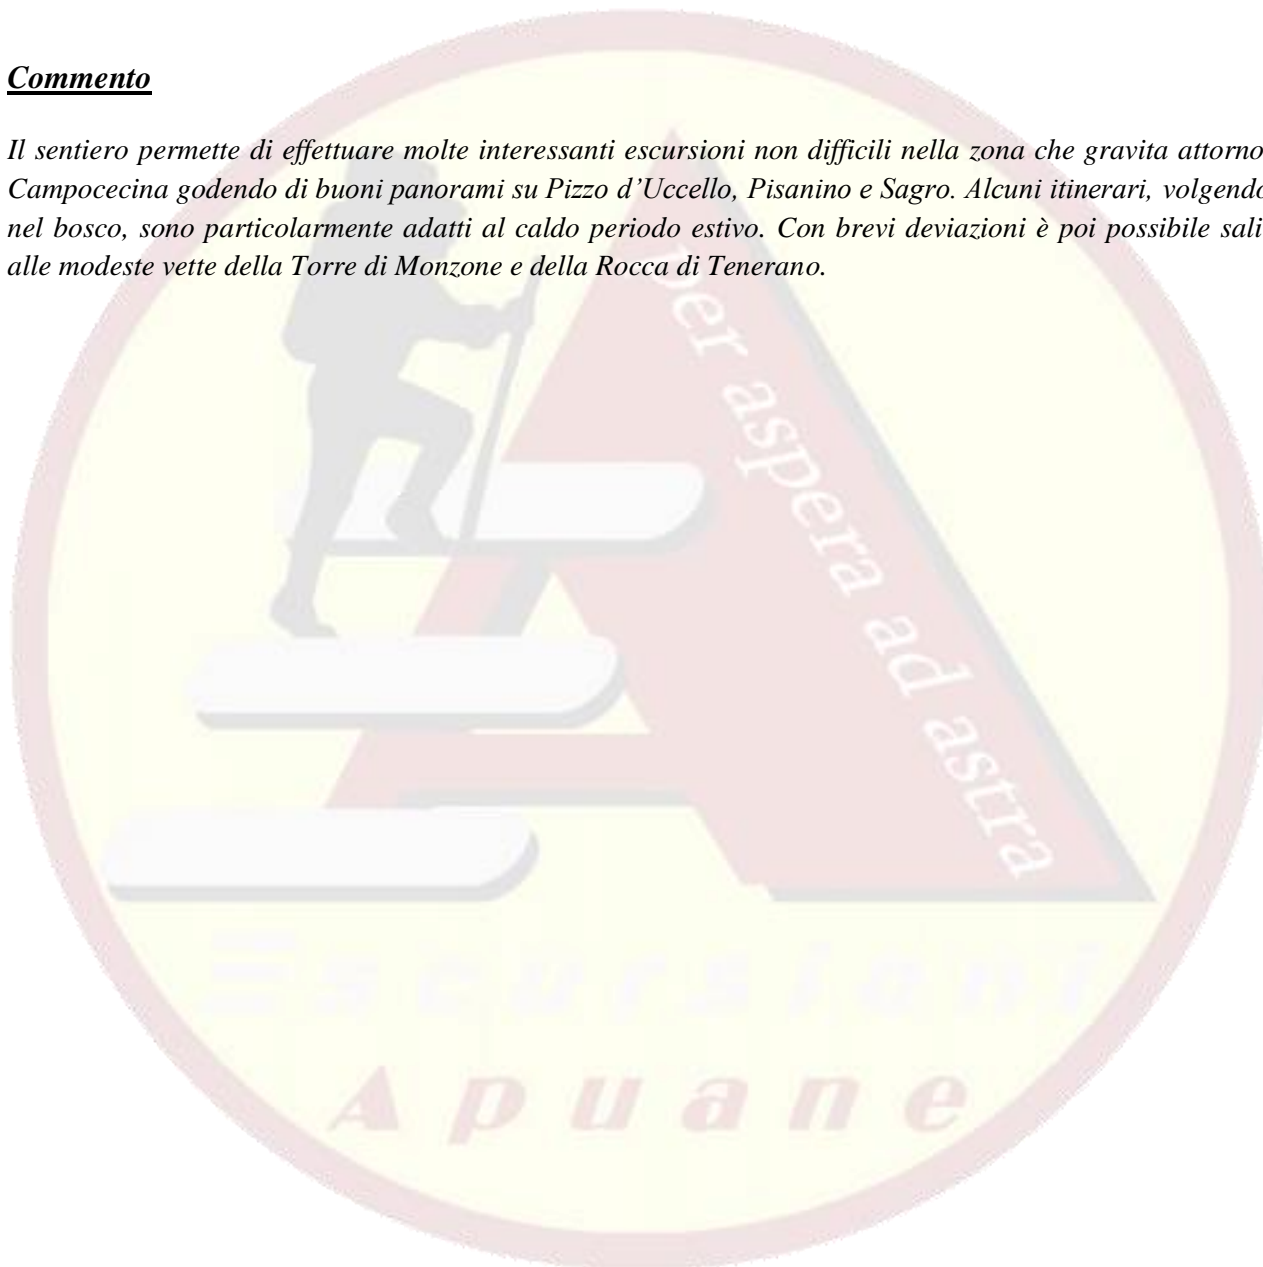 Commento
Il sentiero permette di effettuare molte interessanti escursioni non difficili nella zona che gravita attorno
Campocecina godendo di buoni panorami su Pizzo d’Uccello, Pisanino e Sagro. Alcuni itinerari, volgendo
nel bosco, sono particolarmente adatti al caldo periodo estivo. Con brevi deviazioni è poi possibile sali
alle modeste vette della Torre di Monzone e della Rocca di Tenerano.
per aspera ad astra
Escursioni
Apuane